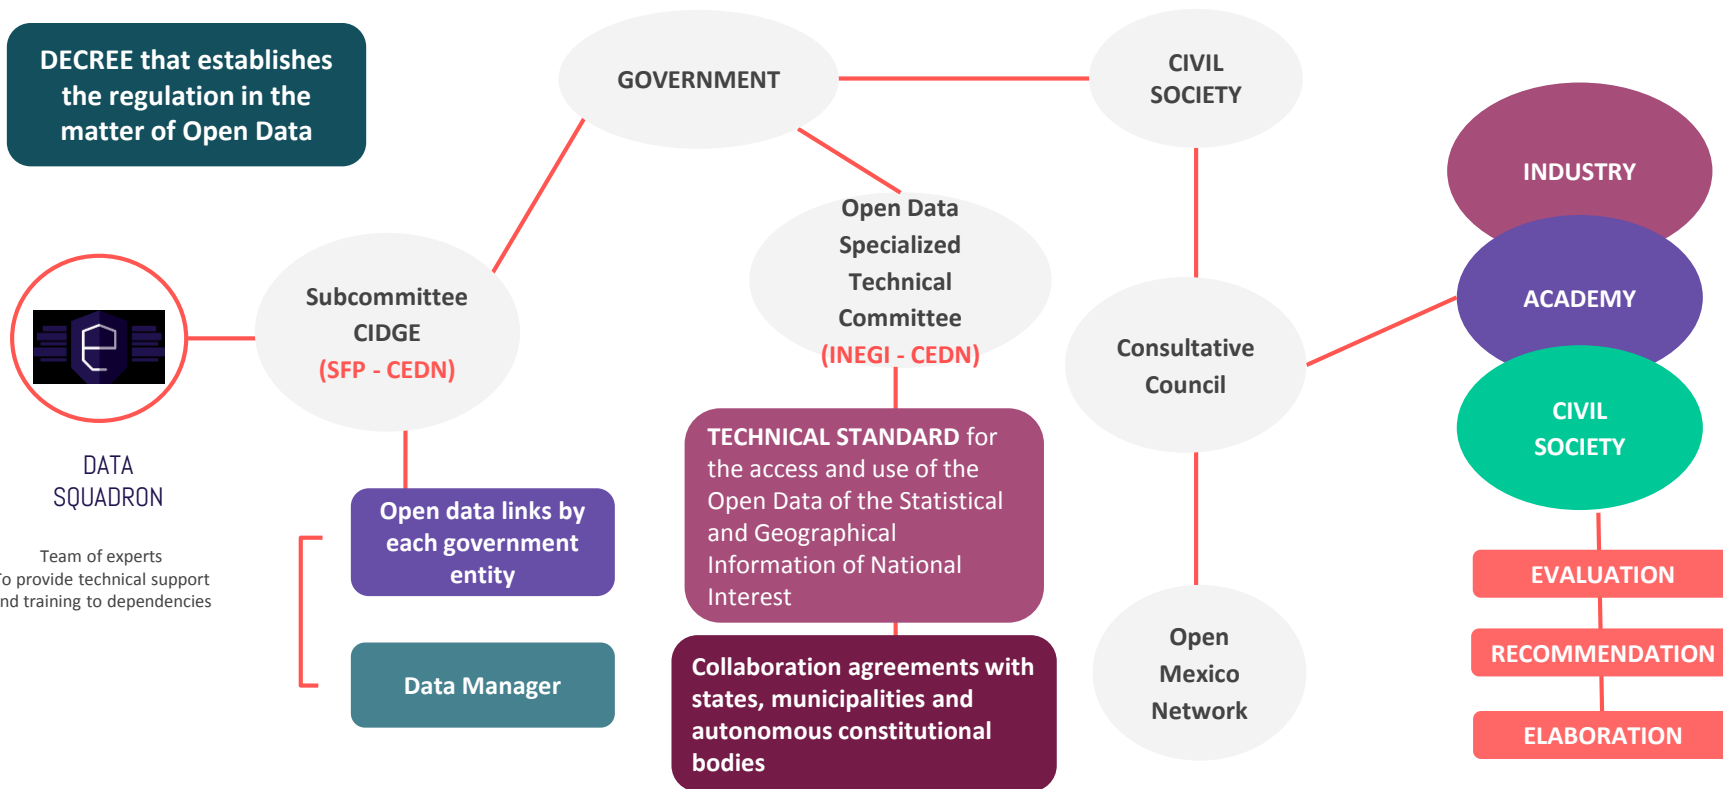 DECREE that establishes
the regulation in the
matter of Open Data
GOVERNMENT
CIVIL
SOCIETY
INDUSTRY
ACADEMY
CIVIL
SOCIETY
Open Data
Specialized
Technical
Committee
(INEGI - CEDN)
Subcommittee
CIDGE
(SFP - CEDN)
Consultative
Council
DATA
SQUADRON
Team of experts
To provide technical support
nd training to dependencies
Open data links by
each government
entity
Data Manager
TECHNICAL STANDARD for
the access and use of the
Open Data of the Statistical
and Geographical
Information of National
Interest
Collaboration agreements with
states, municipalities and
autonomous constitutional
bodies
Open
Mexico
Network
EVALUATION
RECOMMENDATION
ELABORATION